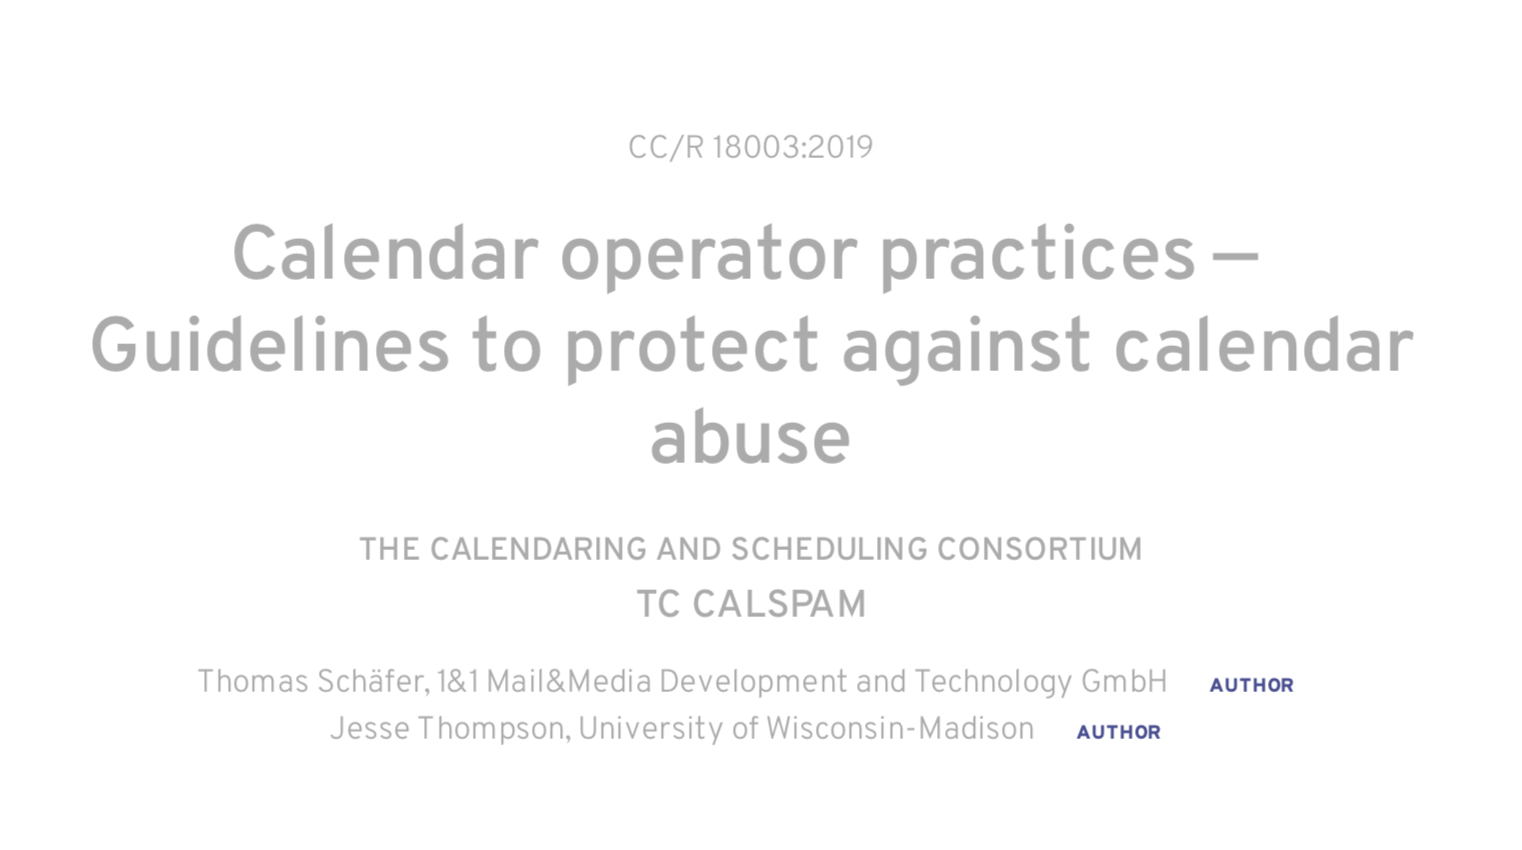 CC/R 18003:2019
Calendar operator practices —
Guidelines to protect against calendar
abuse
THE CALENDARING AND SCHEDULING CONSORTIUM
TC CALSPAM
Thomas Schäfer, 1&1 Mail&Media Development and Technology GmbH AUTHOR
Jesse Thompson, University of Wisconsin-Madison AUTHOR